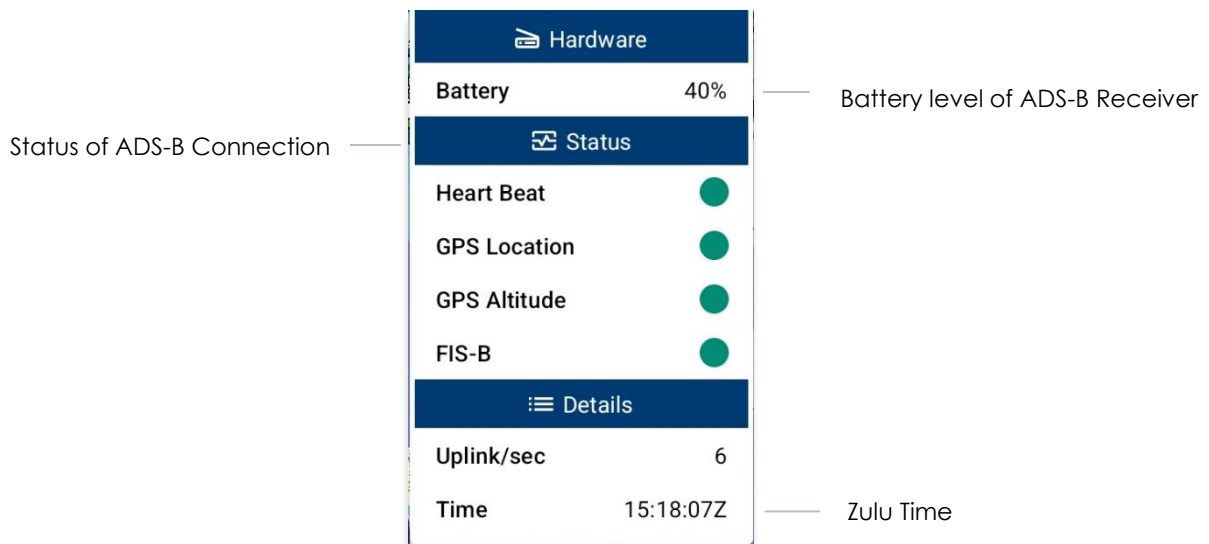 Hardware
Battery 40%
Battery level of ADS-B Receiver
Status of ADS-B Connection
Status
Heart Beat
GPS Location
GPS Altitude
FIS-B
Details
Uplink/sec 6
Time 15:18:07Z
Zulu Time